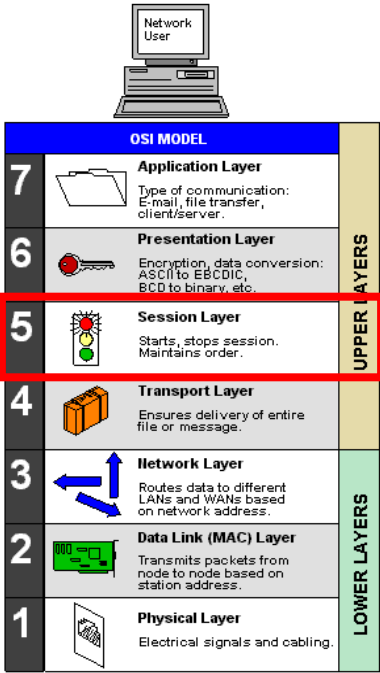 Network
User
OSI MODEL
7
Application Layer
Type of communication:
E-mail, file transfer,
client/server.
6
Presentation Layer
Encryption, data conversion:
ASCII to EBCDIC,
BCD to binary, etc.
5
Session Layer
Starts, stops session.
Maintains order.
4
Transport Layer
Ensures delivery of entire
file or message.
3
Network Layer
Routes data to different
LANs and WANs based
on network address.
2
Data Link (MAC) Layer
Transmits packets from
node to node based on
station address.
1
Physical Layer
Electrical signals and cabling.
UPPER LAYERS
LOWER LAYERS